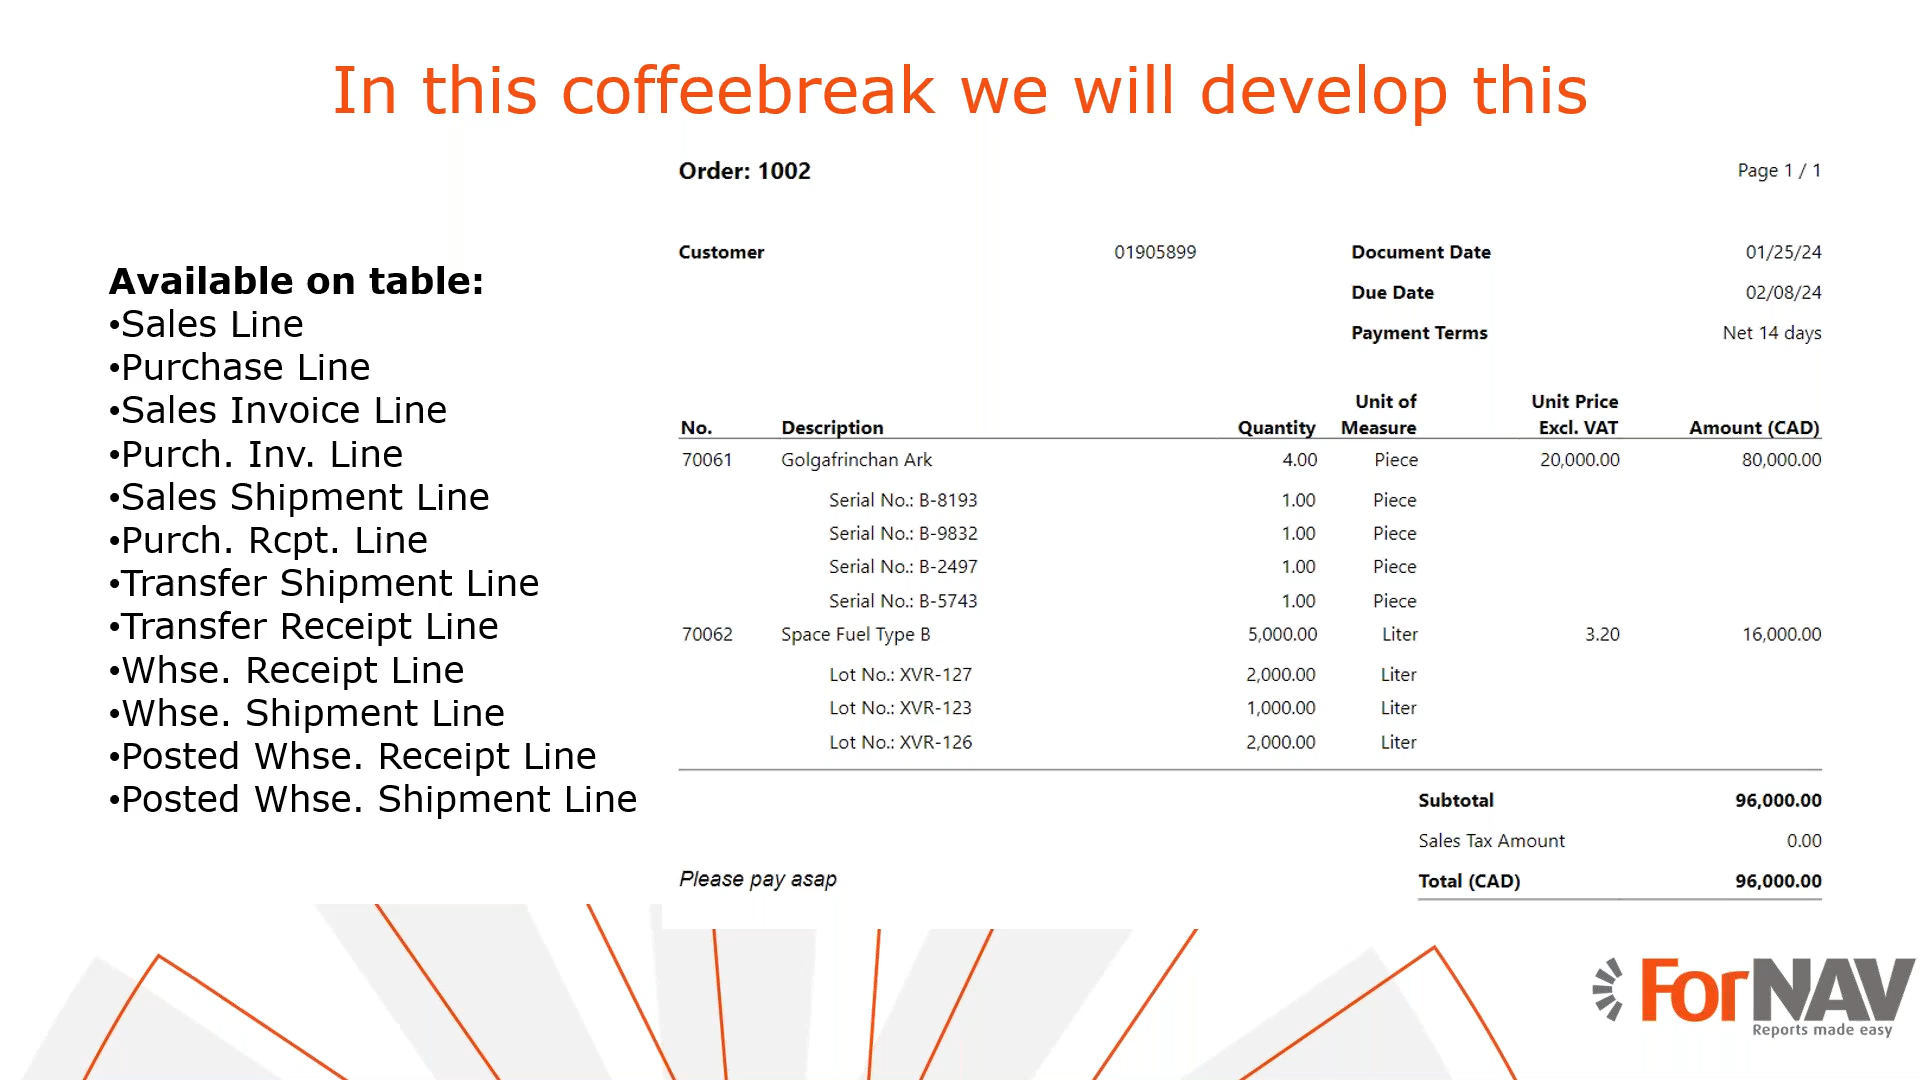 In this coffeebreak we will develop this
Available on table:
•Sales Line
•Purchase Line
•Sales Invoice Line
•Purch. Inv. Line
•Sales Shipment Line
•Purch. Rcpt. Line
•Transfer Shipment Line
•Transfer Receipt Line
•Whse. Receipt Line
•Whse. Shipment Line
•Posted Whse. Receipt Line
•Posted Whse. Shipment Line
Order: 1002 Page 1 / 1
Customer 01905899 Document Date 01/25/24
Due Date 02/08/24
Payment Terms Net 14 days
Unit of Unit Price
No. Description Quantity Measure Excl. VAT Amount (CAD)
70061 Golgafrinchan Ark 4.00 Piece 20,000.00 80,000.00
Serial No.: B-8193 1.00 Piece
Serial No.: B-9832 1.00 Piece
Serial No.: B-2497 1.00 Piece
Serial No.: B-5743 1.00 Piece
70062 Space Fuel Type B 5,000.00 Liter 3.20 16,000.00
Lot No.: XVR-127 2,000.00 Liter
Lot No.: XVR-123 1,000.00 Liter
Lot No.: XVR-126 2,000.00 Liter
Subtotal 96,000.00
Sales Tax Amount 0.00
Please pay asap Total (CAD) 96,000.00
ForNAV
Reports made easy